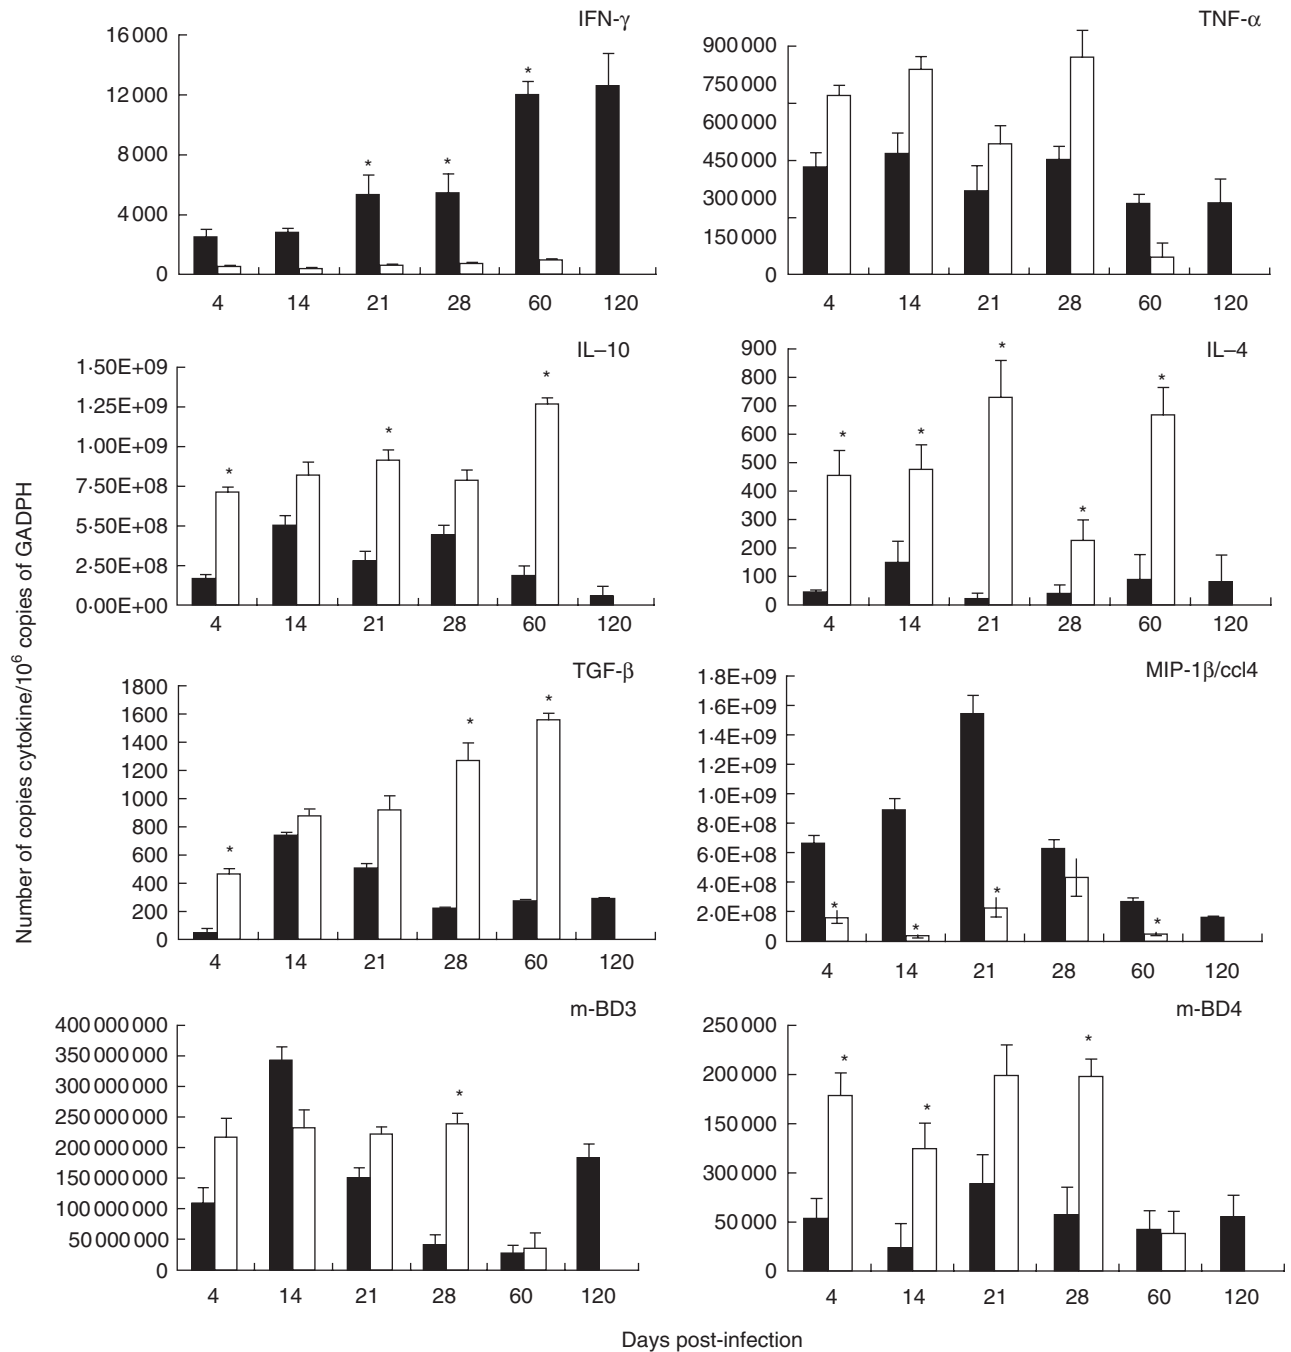 Number of copies cytokine/10⁶ copies of GADPH
IFN-γ
16 000
12 000
8 000
4 000
0
4 14 21 28 60 120
* * *
TNF-α
900 000
750 000
600 000
450 000
300 000
150 000
0
4 14 21 28 60 120
IL–10
1·50E+09
1·25E+09
1·00E+09
7·50E+08
5·50E+08
2·50E+08
0·00E+00
4 14 21 28 60 120
* * *
IL–4
900
800
700
600
500
400
300
200
100
0
4 14 21 28 60 120
* * * * *
TGF-β
1800
1600
1400
1200
1000
800
600
400
200
0
4 14 21 28 60 120
* * *
MIP-1β/ccl4
1·8E+09
1·6E+09
1·4E+09
1·2E+09
1·0E+09
8·0E+08
6·0E+08
4·0E+08
2·0E+08
0
4 14 21 28 60 120
* * * *
m-BD3
400 000 000
350 000 000
300 000 000
250 000 000
200 000 000
150 000 000
100 000 000
50 000 000
0
4 14 21 28 60 120
*
m-BD4
250 000
200 000
150 000
300 000
50 000
0
4 14 21 28 60 120
* * *
Days post-infection